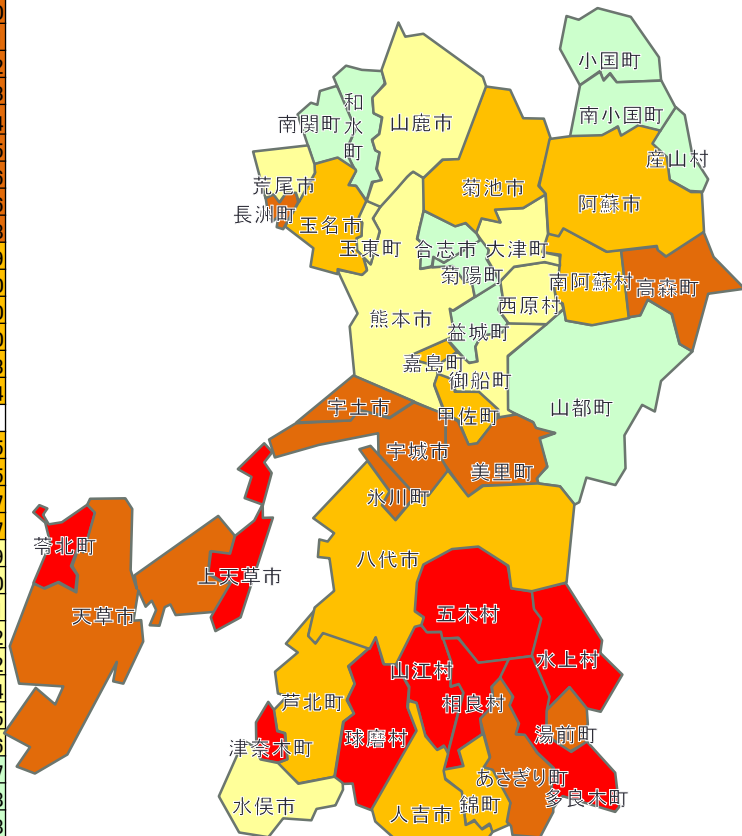 小国町
南小国町
産山村
和水町
南関町
山鹿市
菊池市
阿蘇市
荒尾市
長洲町
玉名市
玉東町
合志市
大津町
菊陽町
南阿蘇村
高森町
西原村
熊本市
益城町
嘉島町
御船町
山都町
宇土市
甲佐町
宇城市
美里町
氷川町
八代市
苓北町
上天草市
天草市
五木村
水上村
山江村
相良村
芦北町
球磨村
湯前町
津奈木町
あさぎり町
多良木町
水俣市
人吉市
錦町